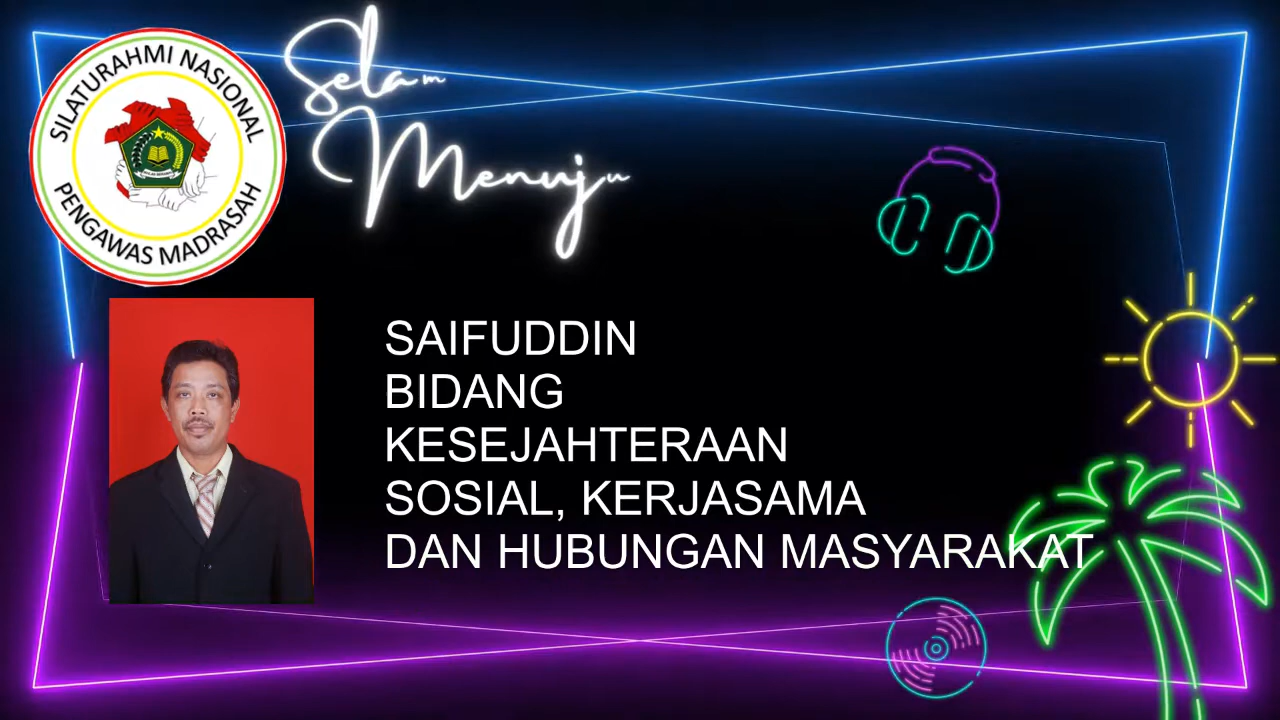 SILATURAHMI NASIONAL
PENGAWAS MADRASAH
Selam
Menuju
SAIFUDDIN
BIDANG
KESEJAHTERAAN
SOSIAL, KERJASAMA
DAN HUBUNGAN MASYARAKAT